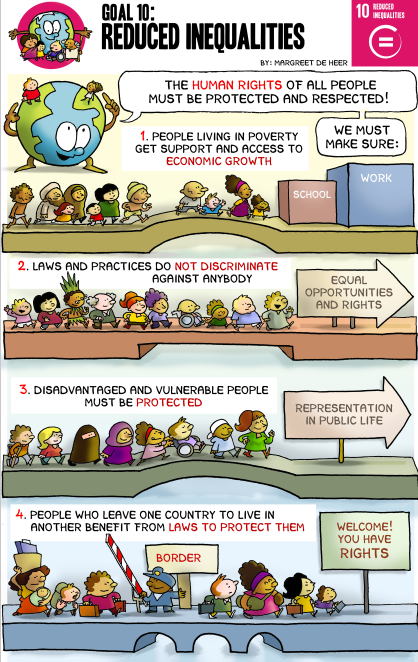 GOAL 10:
REDUCED INEQUALITIES
BY: MARGREET DE HEER
10 REDUCED
INEQUALITIES
THE HUMAN RIGHTS OF ALL PEOPLE
MUST BE PROTECTED AND RESPECTED!
WE MUST
MAKE SURE:
1. PEOPLE LIVING IN POVERTY
GET SUPPORT AND ACCESS TO
ECONOMIC GROWTH
SCHOOL
WORK
2. LAWS AND PRACTICES DO NOT DISCRIMINATE
AGAINST ANYBODY
EQUAL
OPPORTUNITIES
AND RIGHTS
3. DISADVANTAGED AND VULNERABLE PEOPLE
MUST BE PROTECTED
REPRESENTATION
IN PUBLIC LIFE
4. PEOPLE WHO LEAVE ONE COUNTRY TO LIVE IN
ANOTHER BENEFIT FROM LAWS TO PROTECT THEM
BORDER
WELCOME!
YOU HAVE
RIGHTS